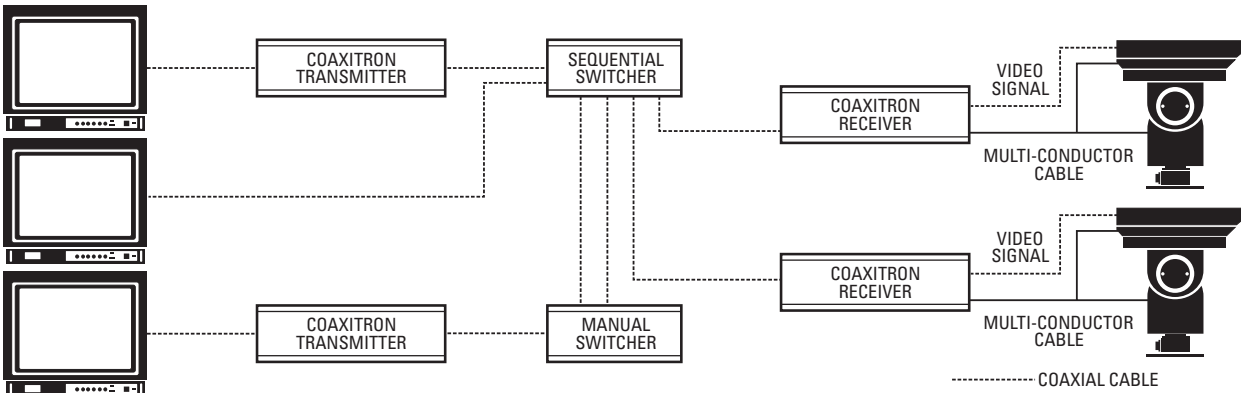 COAXITRON
TRANSMITTER
SEQUENTIAL
SWITCHER
COAXITRON
RECEIVER
VIDEO
SIGNAL
MULTI-CONDUCTOR
CABLE
COAXITRON
TRANSMITTER
MANUAL
SWITCHER
COAXITRON
RECEIVER
VIDEO
SIGNAL
MULTI-CONDUCTOR
CABLE
COAXIAL CABLE